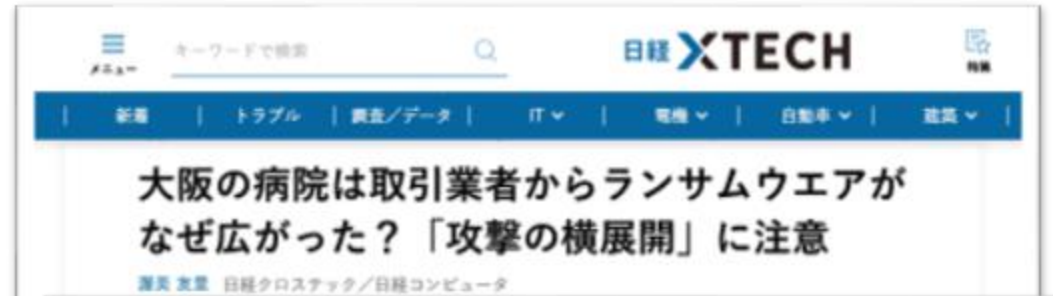 キーワードで検索
日経 XTECH
メニュー
特集
新着 トラブル 調査/データ IT 電機 自動車 建築
大阪の病院は取引業者からランサムウエアが
なぜ広がった?「攻撃の横展開」に注意
日経クロステック/日経コンピュータ